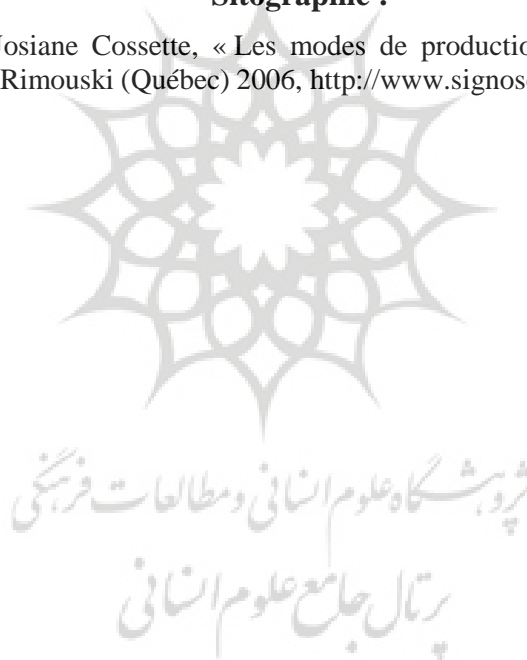 Sitographie :
Josiane Cossette, « Les modes de productio
Rimouski (Québec) 2006, http://www.signos
پژوهشگاه علوم انسانی و مطالعات فرهنگی
پرتال جامع علوم انسانی